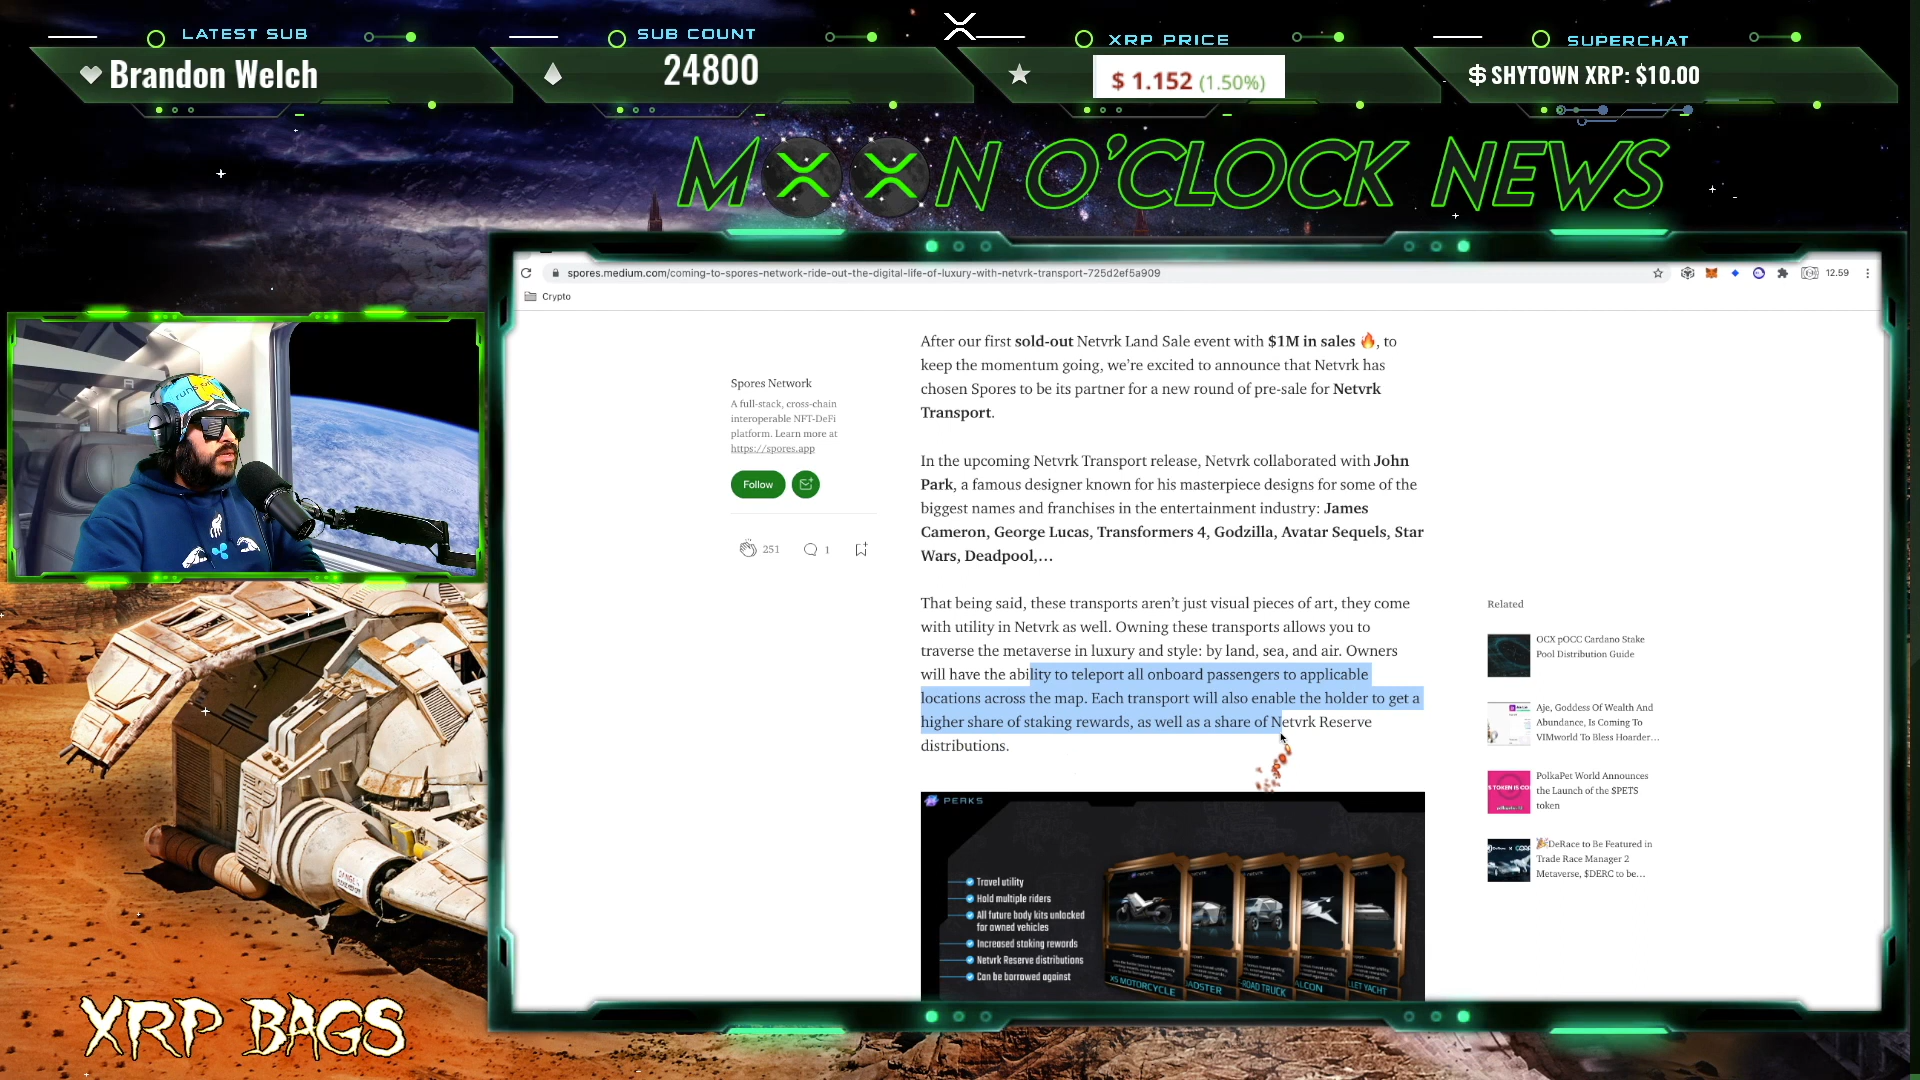 LATEST SUB
Brandon Welch
SUB COUNT
24800
XRP PRICE
$ 1.152 (1.50%)
SUPERCHAT
$ SHYTOWN XRP: $10.00
MOON O'CLOCK NEWS
spores.medium.com/coming-to-spores-network-ride-out-the-digital-life-of-luxury-with-netvrk-transport-725d2ef5a909
12.59
Crypto
Spores Network
A full-stack, cross-chain
interoperable NFT-DeFi
platform. Learn more at
https://spores.app
Follow
251
1
After our first sold-out Netvrk Land Sale event with $1M in sales 🔥, to
keep the momentum going, we're excited to announce that Netvrk has
chosen Spores to be its partner for a new round of pre-sale for Netvrk
Transport.
In the upcoming Netvrk Transport release, Netvrk collaborated with John
Park, a famous designer known for his masterpiece designs for some of the
biggest names and franchises in the entertainment industry: James
Cameron, George Lucas, Transformers 4, Godzilla, Avatar Sequels, Star
Wars, Deadpool,…
That being said, these transports aren't just visual pieces of art, they come
with utility in Netvrk as well. Owning these transports allows you to
traverse the metaverse in luxury and style: by land, sea, and air. Owners
will have the ability to teleport all onboard passengers to applicable
locations across the map. Each transport will also enable the holder to get a
higher share of staking rewards, as well as a share of Netvrk Reserve
distributions.
PERKS
Travel utility
Hold multiple riders
All future body kits unlocked
for owned vehicles
Increased staking rewards
Netvrk Reserve distributions
Can be borrowed against
XS MOTORCYCLE
ADSTER
-ROAD TRUCK
ALCON
LLET YACHT
Related
OCX pOCC Cardano Stake
Pool Distribution Guide
Aje, Goddess Of Wealth And
Abundance, Is Coming To
VIMworld To Bless Hoarder…
PolkaPet World Announces
the Launch of the $PETS
token
🎉DeRace to Be Featured in
Trade Race Manager 2
Metaverse, $DERC to be…
XRP BAGS